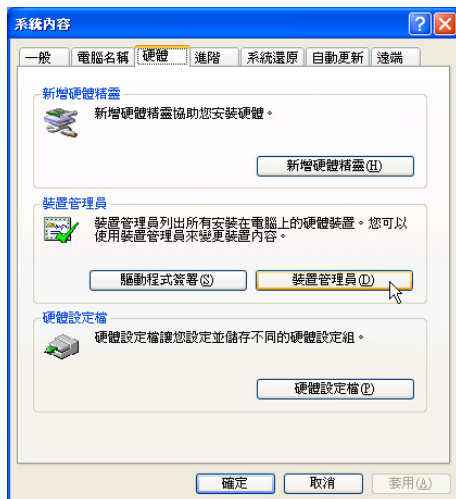 系統內容
一般 電腦名稱 硬體 進階 系統還原 自動更新 遠端
新增硬體精靈
新增硬體精靈協助您安裝硬體。
新增硬體精靈(H)
裝置管理員
裝置管理員列出所有安裝在電腦上的硬體裝置。您可以
使用裝置管理員來變更裝置內容。
驅動程式簽署(S) 裝置管理員(D)
硬體設定檔
硬體設定檔讓您設定並儲存不同的硬體設定組。
硬體設定檔(P)
確定 取消 套用(A)